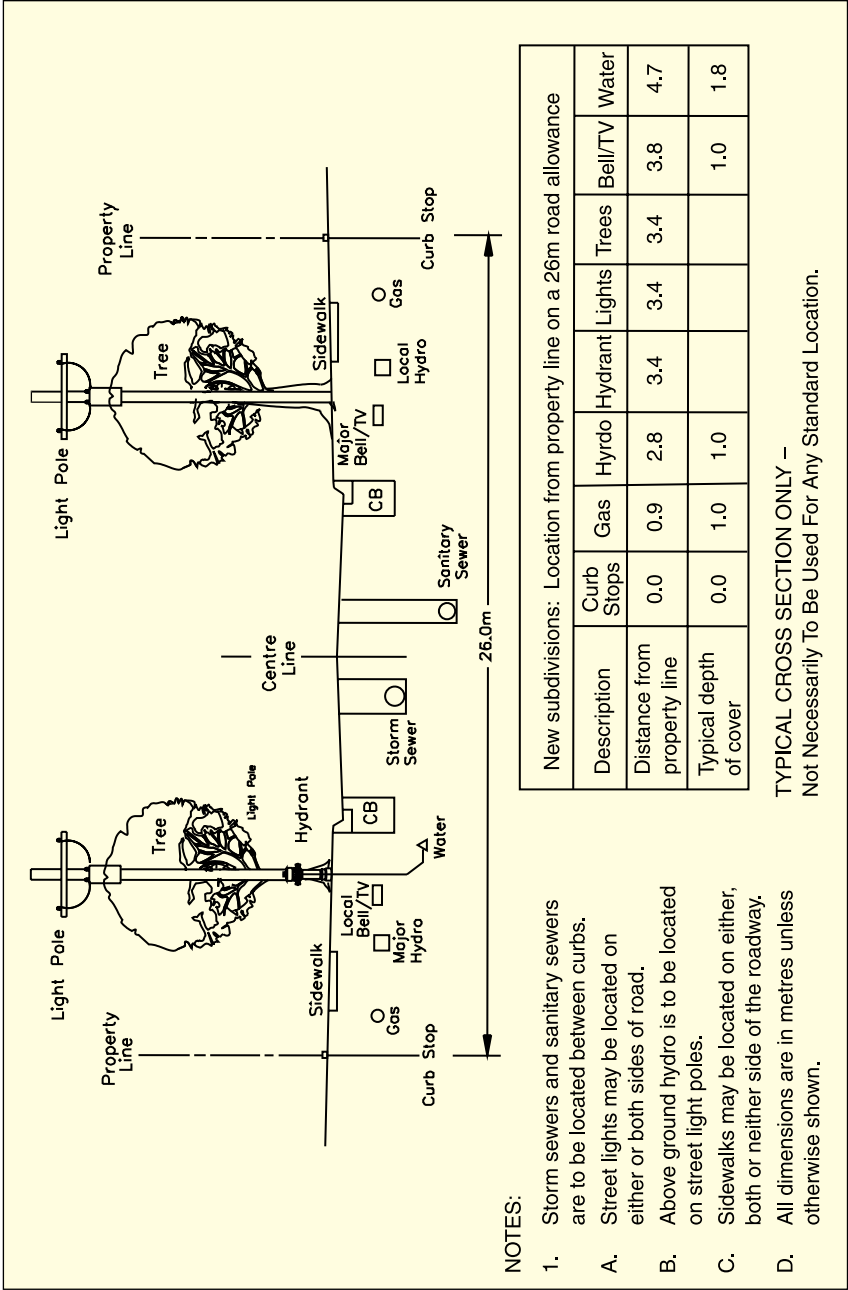 Light Pole
Light Pole
Property
Line
Tree
Light Pole
Hydrant
Sidewalk
Local
Bell/TV
Gas
Major
Hydro
CB
Water
Curb Stop
Storm
Sewer
Centre
Line
Sanitary
Sewer
Tree
Property
Line
Major
Bell/TV
Sidewalk
CB
Local
Hydro
Gas
Curb Stop
26.0m
NOTES:
1. Storm sewers and sanitary sewers
are to be located between curbs.
A. Street lights may be located on
either or both sides of road.
B. Above ground hydro is to be located
on street light poles.
C. Sidewalks may be located on either,
both or neither side of the roadway.
D. All dimensions are in metres unless
otherwise shown.
New subdivisions: Location from property line on a 26m road allowance
Description Curb Stops Gas Hyrdo Hydrant Lights Trees Bell/TV Water
Distance from property line 0.0 0.9 2.8 3.4 3.4 3.4 3.8 4.7
Typical depth of cover 0.0 1.0 1.0 1.0 1.8
TYPICAL CROSS SECTION ONLY –
Not Necessarily To Be Used For Any Standard Location.